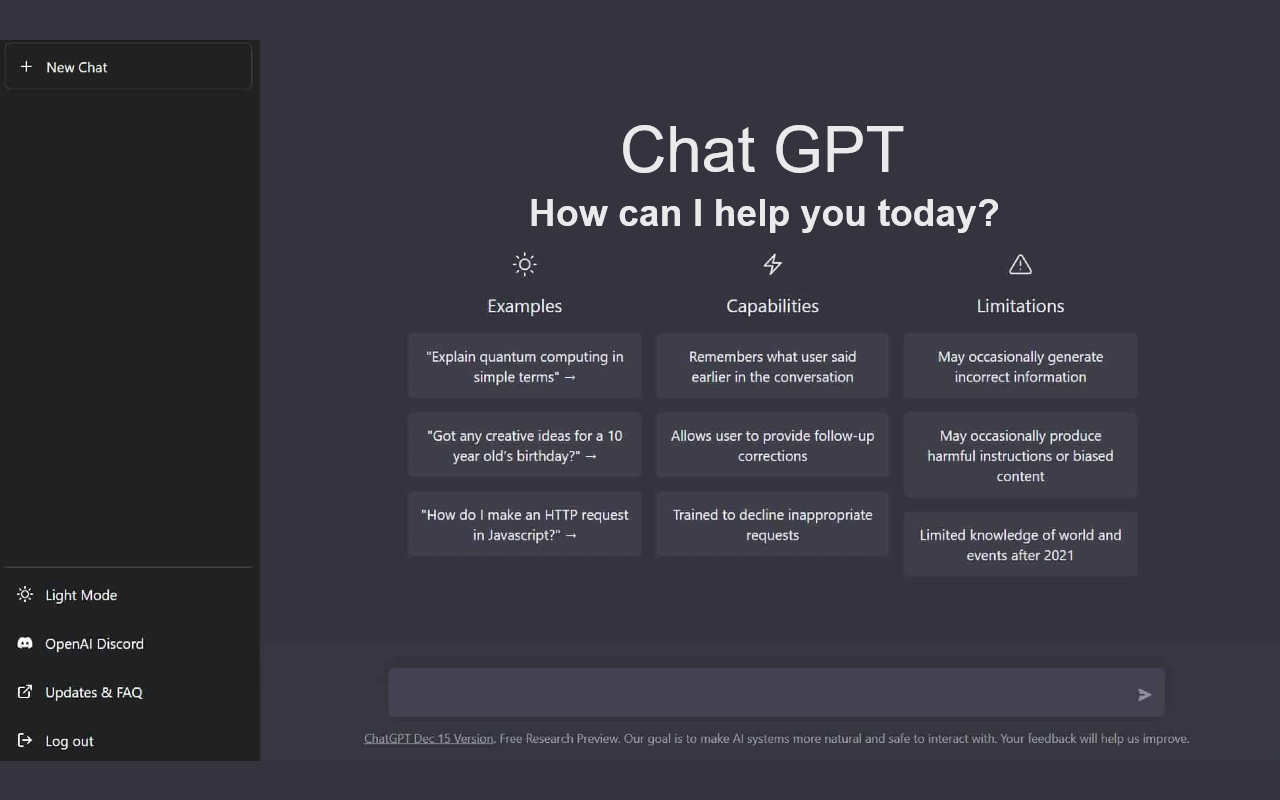 New Chat
Chat GPT
How can I help you today?
Examples
"Explain quantum computing in
simple terms" →
"Got any creative ideas for a 10
year old's birthday?" →
"How do I make an HTTP request
in Javascript?" →
Capabilities
Remembers what user said
earlier in the conversation
Allows user to provide follow-up
corrections
Trained to decline inappropriate
requests
Limitations
May occasionally generate
incorrect information
May occasionally produce
harmful instructions or biased
content
Limited knowledge of world and
events after 2021
Light Mode
OpenAI Discord
Updates & FAQ
Log out
ChatGPT Dec 15 Version. Free Research Preview. Our goal is to make AI systems more natural and safe to interact with. Your feedback will help us improve.